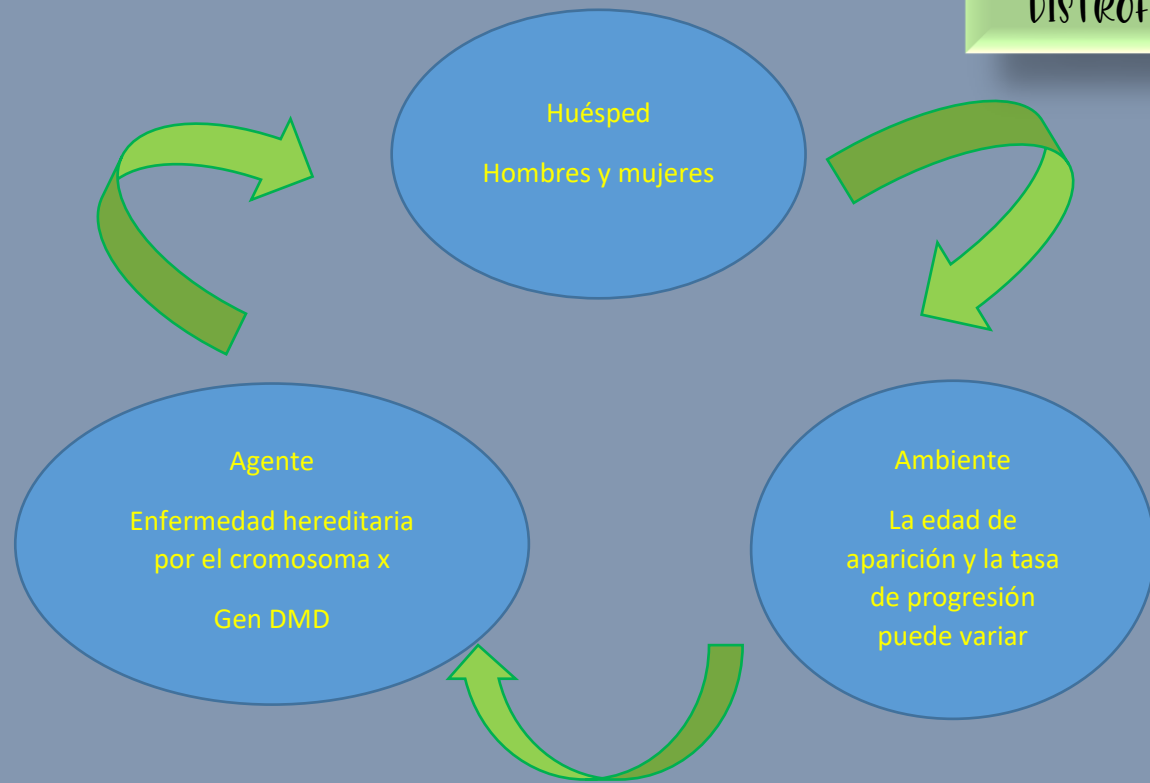 Huésped
Hombres y mujeres
Agente
Enfermedad hereditaria
por el cromosoma x
Gen DMD
Ambiente
La edad de
aparición y la tasa
de progresión
puede variar